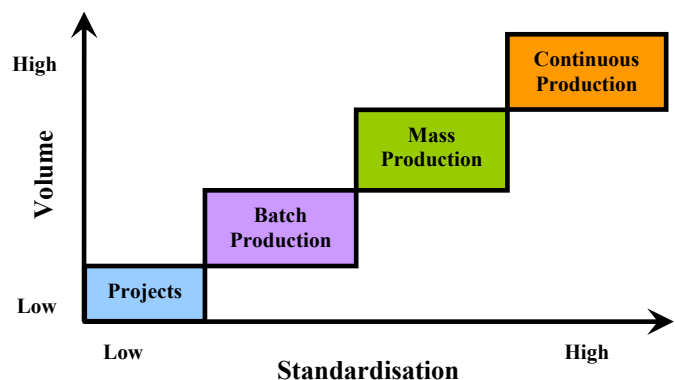 High
Continuous
Production
Mass
Production
Volume
Batch
Production
Projects
Low
Low
High
Standardisation